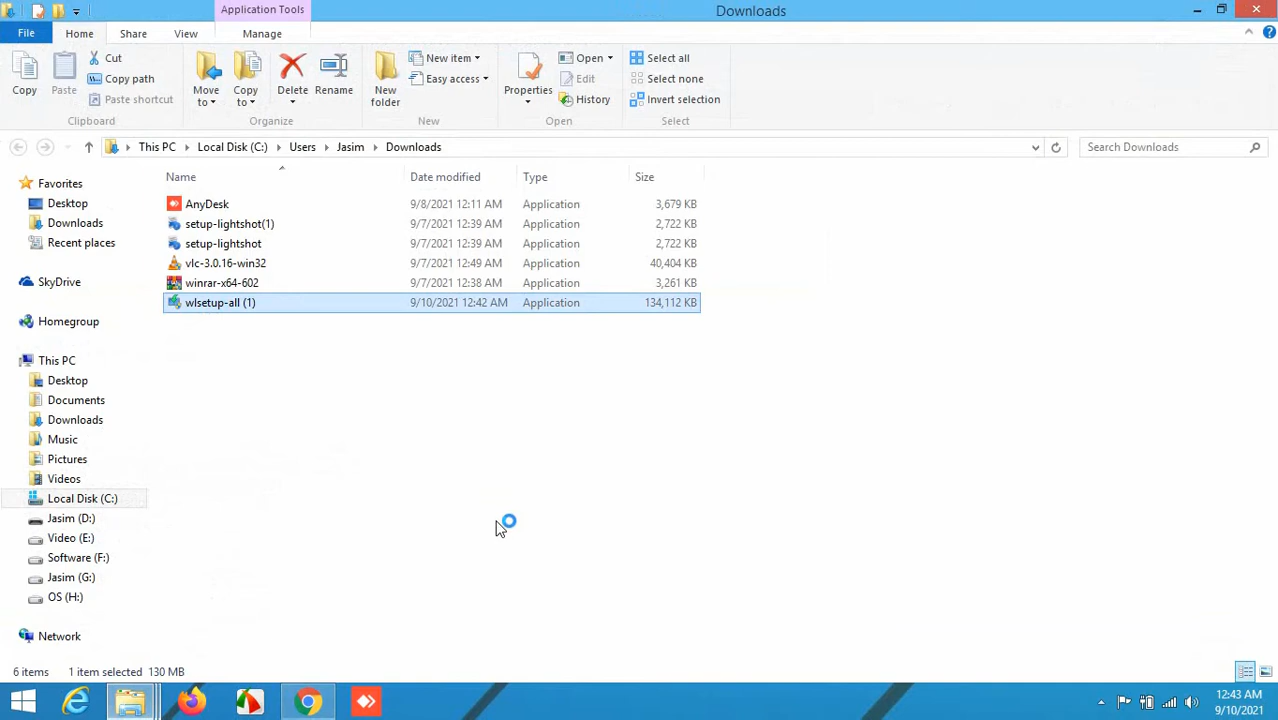 Application Tools
Downloads
File
Home
Share
View
Manage
Copy
Paste
Cut
Copy path
Paste shortcut
Clipboard
Move to
Copy to
Delete
Rename
Organize
New folder
New item
Easy access
New
Properties
Open
Edit
History
Open
Select all
Select none
Invert selection
Select
This PC
Local Disk (C:)
Users
Jasim
Downloads
Search Downloads
Name
Date modified
Type
Size
AnyDesk 9/8/2021 12:11 AM Application 3,679 KB
setup-lightshot(1) 9/7/2021 12:39 AM Application 2,722 KB
setup-lightshot 9/7/2021 12:39 AM Application 2,722 KB
vlc-3.0.16-win32 9/7/2021 12:49 AM Application 40,404 KB
winrar-x64-602 9/7/2021 12:38 AM Application 3,261 KB
wlsetup-all (1) 9/10/2021 12:42 AM Application 134,112 KB
Favorites
Desktop
Downloads
Recent places
SkyDrive
Homegroup
This PC
Desktop
Documents
Downloads
Music
Pictures
Videos
Local Disk (C:)
Jasim (D:)
Video (E:)
Software (F:)
Jasim (G:)
OS (H:)
Network
6 items
1 item selected 130 MB
12:43 AM
9/10/2021